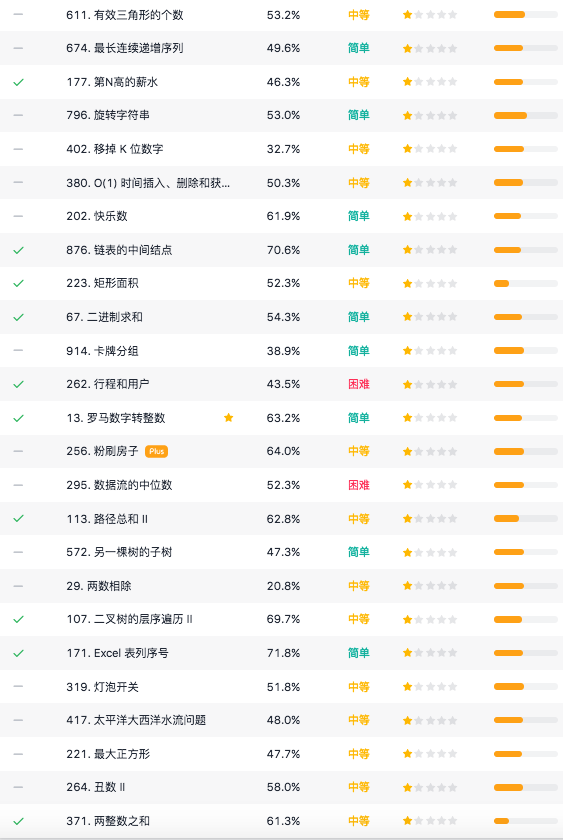 611. 有效三角形的个数 53.2% 中等
674. 最长连续递增序列 49.6% 简单
177. 第N高的薪水 46.3% 中等
796. 旋转字符串 53.0% 简单
402. 移掉 K 位数字 32.7% 中等
380. O(1) 时间插入、删除和获... 50.3% 中等
202. 快乐数 61.9% 简单
876. 链表的中间结点 70.6% 简单
223. 矩形面积 52.3% 中等
67. 二进制求和 54.3% 简单
914. 卡牌分组 38.9% 简单
262. 行程和用户 43.5% 困难
13. 罗马数字转整数 63.2% 简单
256. 粉刷房子 Plus 64.0% 中等
295. 数据流的中位数 52.3% 困难
113. 路径总和 II 62.8% 中等
572. 另一棵树的子树 47.3% 简单
29. 两数相除 20.8% 中等
107. 二叉树的层序遍历 II 69.7% 中等
171. Excel 表列序号 71.8% 简单
319. 灯泡开关 51.8% 中等
417. 太平洋大西洋水流问题 48.0% 中等
221. 最大正方形 47.7% 中等
264. 丑数 II 58.0% 中等
371. 两整数之和 61.3% 中等